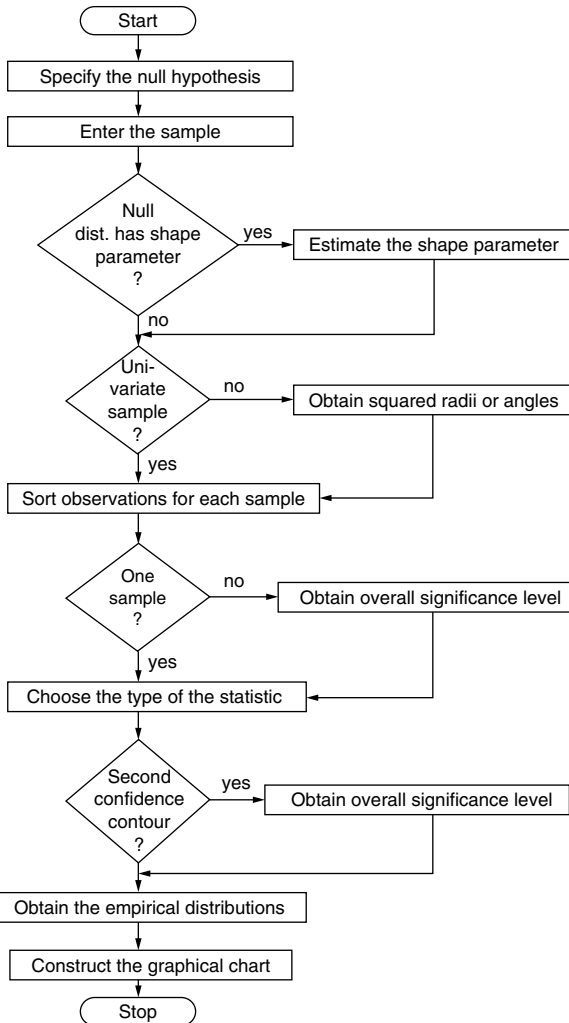 Start
Specify the null hypothesis
Enter the sample
Null
dist. has shape
parameter
?
yes
Estimate the shape parameter
no
Uni-
variate
sample
?
no
Obtain squared radii or angles
yes
Sort observations for each sample
One
sample
?
no
Obtain overall significance level
yes
Choose the type of the statistic
Second
confidence
contour
?
yes
Obtain overall significance level
Obtain the empirical distributions
Construct the graphical chart
Stop